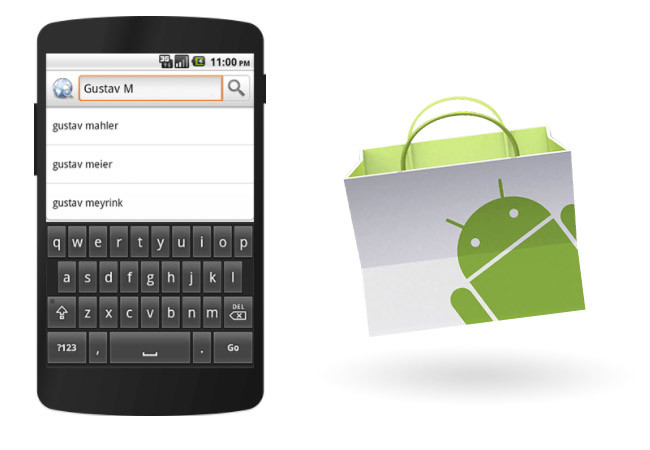 3G
11:00 PM
Gustav M
gustav mahler
gustav meier
gustav meyrink
q w e r t y u i o p
a s d f g h j k l
z x c v b n m DEL
?123 , . Go